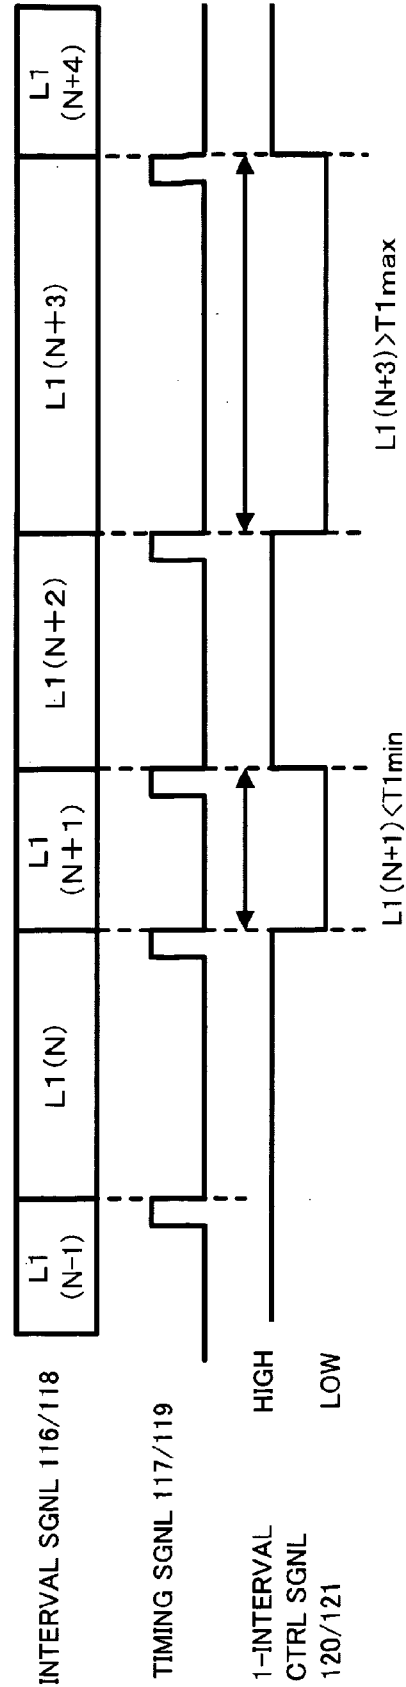 INTERVAL SGNL 116/118
L1
(N-1)
L1(N)
L1
(N+1)
L1(N+2)
L1(N+3)
L1
(N+4)
TIMING SGNL 117/119
1-INTERVAL
CTRL SGNL
120/121
HIGH
LOW
L1(N+1)<T1min
L1(N+3)>T1max